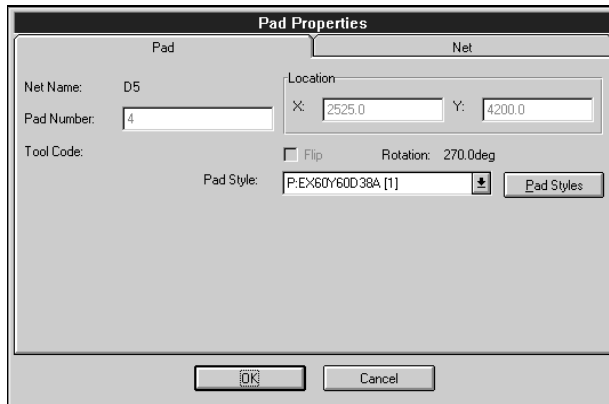 Pad Properties
Pad Net
Net Name: D5
Location
X: 2525.0 Y: 4200.0
Pad Number: 4
Tool Code:
Flip Rotation: 270.0deg
Pad Style: P:EX60Y60D38A [1] Pad Styles
OK Cancel